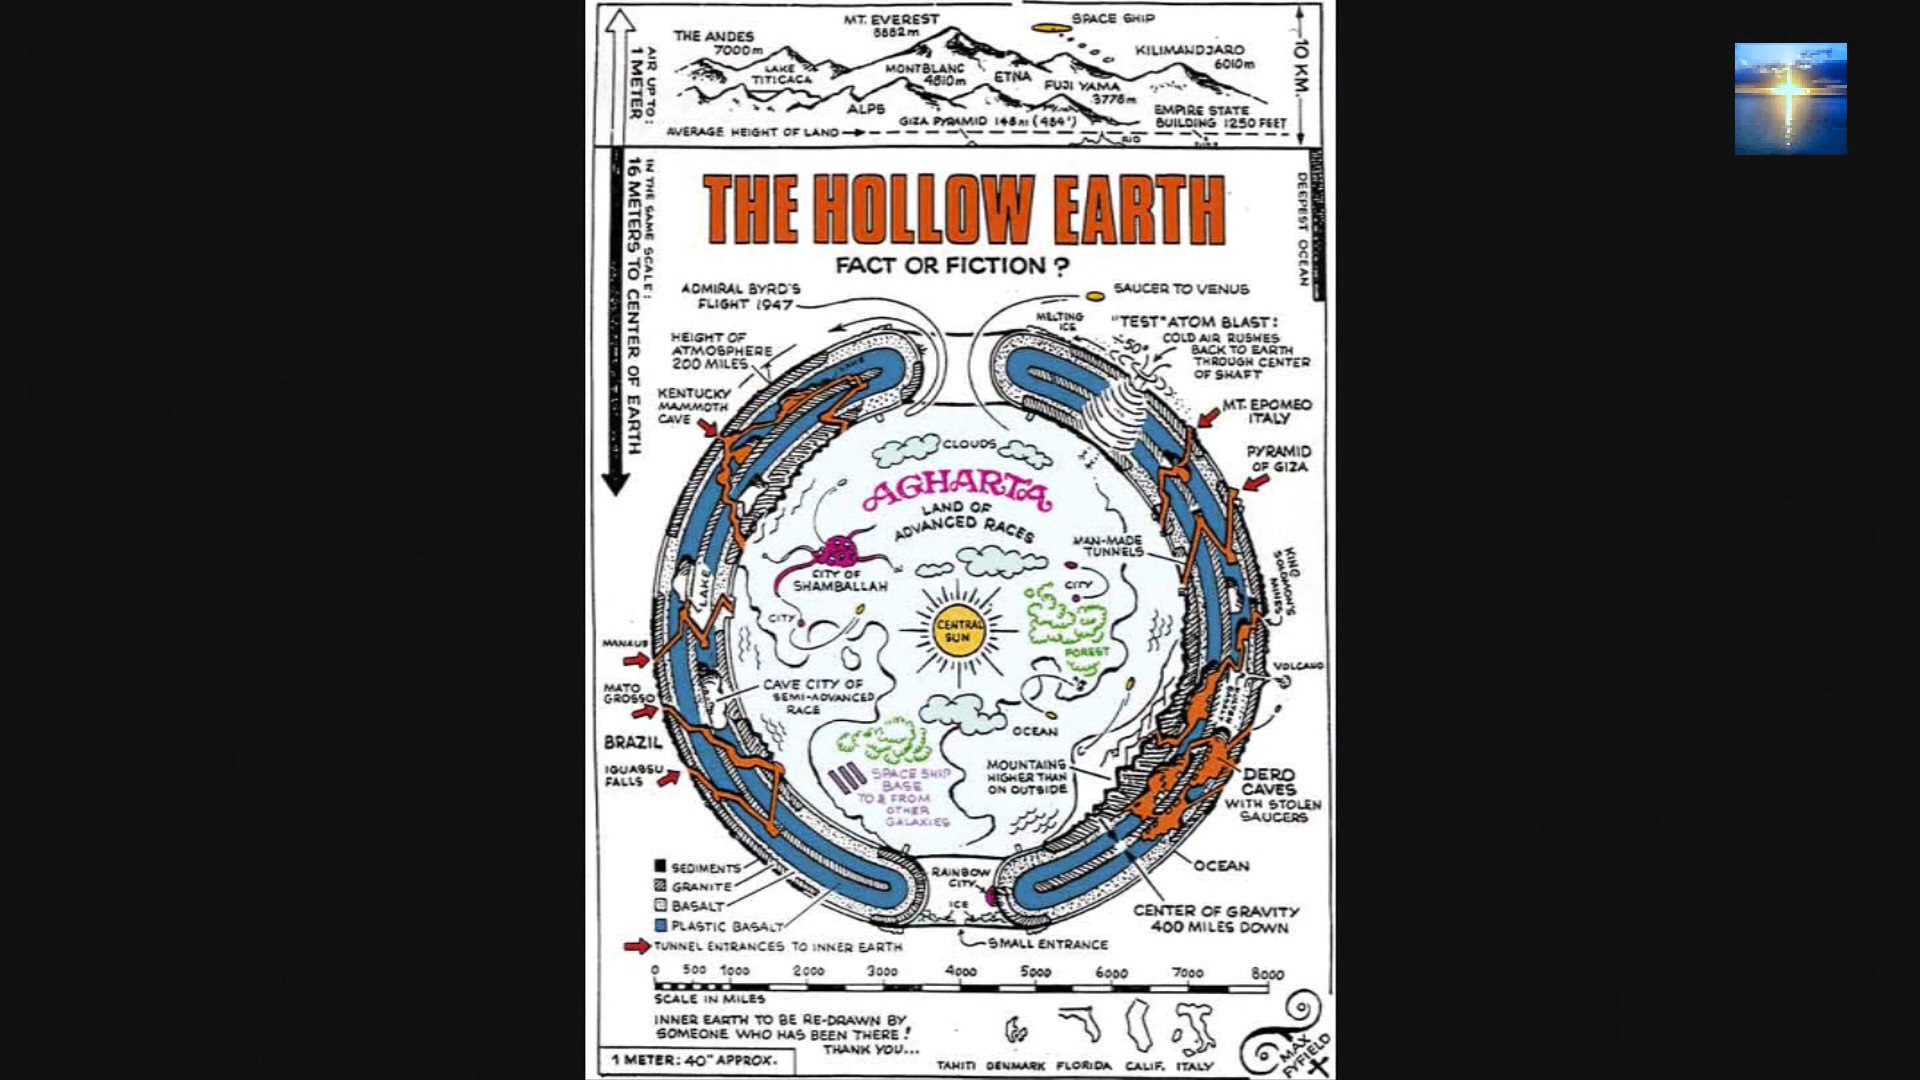 MT. EVEREST
8882m
SPACE SHIP
THE ANDES
7000m
KILIMANDJARO
6010m
LAKE
TITICACA
MONTBLANC
4810m
ETNA
FUJI YAMA
3776m
ALPS
GIZA PYRAMID 148m (484')
EMPIRE STATE
BUILDING 1250 FEET
AVERAGE HEIGHT OF LAND
RIO
AIR UP TO:
1 METER
10 KM.
IN THE SAME SCALE:
16 METERS TO CENTER OF EARTH
DEEPEST OCEAN
THE HOLLOW EARTH
FACT OR FICTION?
ADMIRAL BYRD'S
FLIGHT 1947
SAUCER TO VENUS
MELTING
ICE
"TEST" ATOM BLAST:
COLD AIR RUSHES
BACK TO EARTH
THROUGH CENTER
OF SHAFT
+50°
HEIGHT OF
ATMOSPHERE
200 MILES
LAKE
KENTUCKY
MAMMOTH
CAVE
MT. EPOMEO
ITALY
PYRAMID
OF GIZA
CLOUDS
AGHARTA
LAND OF
ADVANCED RACES
MAN-MADE
TUNNELS
CITY OF
SHAMBALLAH
CITY
KING
SOLOMON'S
MINES
LAKE
CITY
CENTRAL
SUN
FOREST
MANAUS
VOLCANO
MATO
GROSSO
CAVE CITY OF
SEMI-ADVANCED
RACE
BRAZIL
OCEAN
IGUASSU
FALLS
SPACE SHIP
BASE
TO & FROM
OTHER
GALAXIES
MOUNTAINS
HIGHER THAN
ON OUTSIDE
DERO
CAVES
WITH STOLEN
SAUCERS
SEDIMENTS
GRANITE
BASALT
PLASTIC BASALT
TUNNEL ENTRANCES TO INNER EARTH
RAINBOW
CITY
ICE
SMALL ENTRANCE
OCEAN
CENTER OF GRAVITY
400 MILES DOWN
0 500 1000 2000 3000 4000 5000 6000 7000 8000
SCALE IN MILES
INNER EARTH TO BE RE-DRAWN BY
SOMEONE WHO HAS BEEN THERE!
THANK YOU...
1 METER: 40" APPROX.
TAHITI DENMARK FLORIDA CALIF. ITALY
MAX
FYFIELD